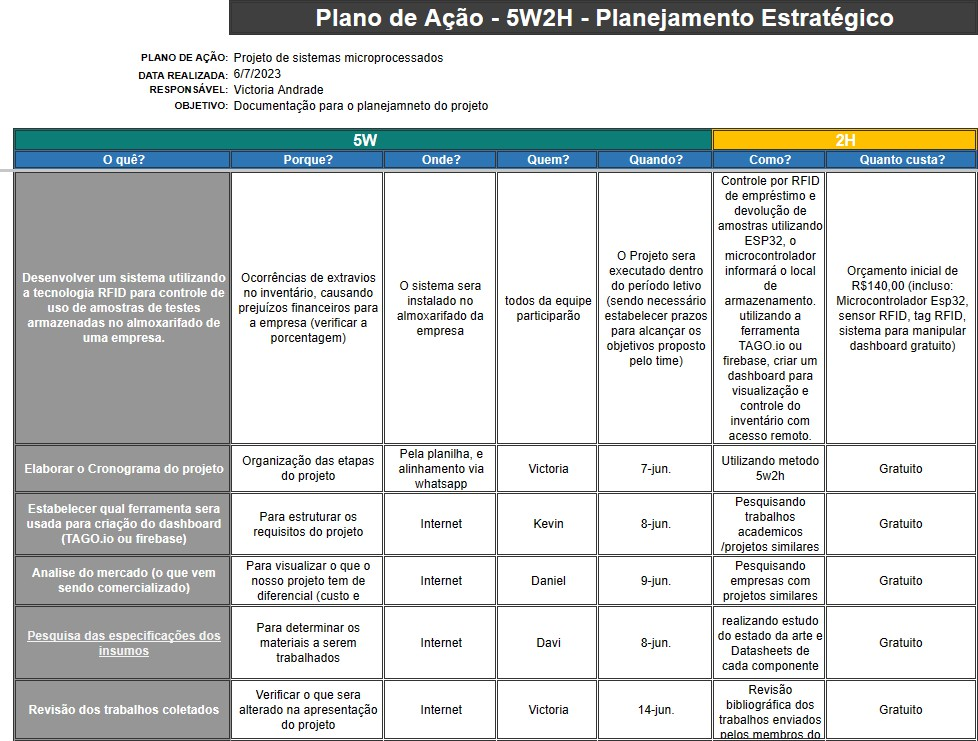 Plano de Ação - 5W2H - Planejamento Estratégico
PLANO DE AÇÃO: Projeto de sistemas microprocessados
DATA REALIZADA: 6/7/2023
RESPONSÁVEL: Victoria Andrade
OBJETIVO: Documentação para o planejamneto do projeto
5W
2H
O quê?
Porque?
Onde?
Quem?
Quando?
Como?
Quanto custa?
Desenvolver um sistema utilizando
a tecnologia RFID para controle de
uso de amostras de testes
armazenadas no almoxarifado de
uma empresa.
Ocorrências de extravios
no inventário, causando
prejuízos financeiros para
a empresa (verificar a
porcentagem)
O sistema sera
instalado no
almoxarifado da
empresa
todos da equipe
participarão
O Projeto sera
executado dentro
do período letivo
(sendo necessário
estabelecer prazos
para alcançar os
objetivos proposto
pelo time)
Controle por RFID
de empréstimo e
devolução de
amostras utilizando
ESP32, o
microcontrolador
informará o local
de
armazenamento.
utilizando a
ferramenta
TAGO.io ou
firebase, criar um
dashboard para
visualização e
controle do
inventário com
acesso remoto.
Orçamento inicial de
R$140,00 (incluso:
Microcontrolador Esp32,
sensor RFID, tag RFID,
sistema para manipular
dashboard gratuito)
Elaborar o Cronograma do projeto
Organização das etapas
do projeto
Pela planilha, e
alinhamento via
whatsapp
Victoria
7-jun.
Utilizando metodo
5w2h
Gratuito
Estabelecer qual ferramenta sera
usada para criação do dashboard
(TAGO.io ou firebase)
Para estruturar os
requisitos do projeto
Internet
Kevin
8-jun.
Pesquisando
trabalhos
academicos
/projetos similares
Gratuito
Analise do mercado (o que vem
sendo comercializado)
Para visualizar o que o
nosso projeto tem de
diferencial (custo e
Internet
Daniel
9-jun.
Pesquisando
empresas com
projetos similares
Gratuito
Pesquisa das especificações dos
insumos
Para determinar os
materiais a serem
trabalhados
Internet
Davi
8-jun.
realizando estudo
do estado da arte e
Datasheets de
cada componente
Gratuito
Revisão dos trabalhos coletados
Verificar o que sera
alterado na apresentação
do projeto
Internet
Victoria
14-jun.
Revisão
bibliográfica dos
trabalhos enviados
pelos membros do
Gratuito